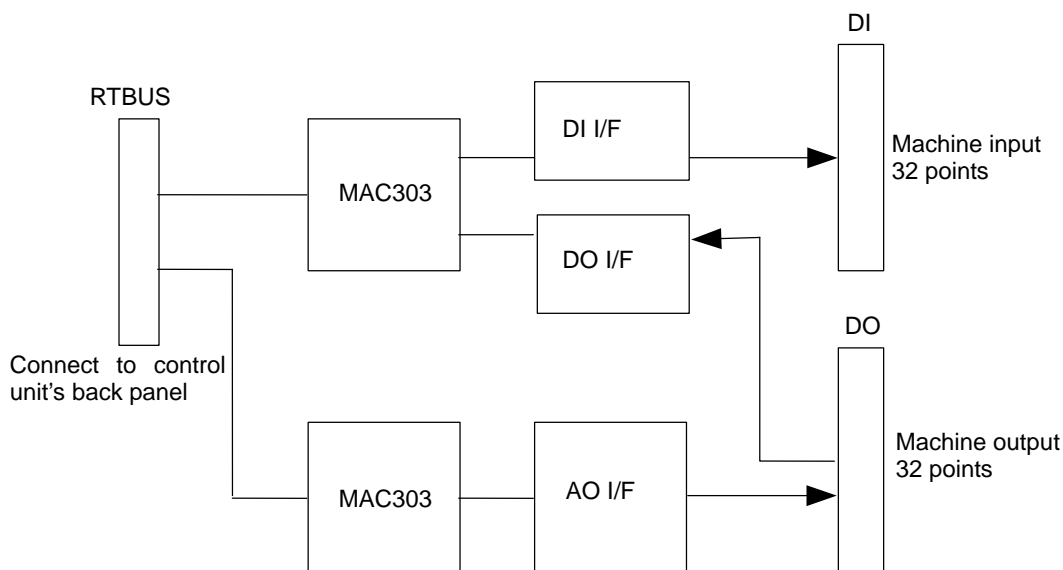 DI
RTBUS
DI I/F
Machine input
32 points
MAC303
DO I/F
DO
Connect to control
unit's back panel
Machine output
32 points
MAC303
AO I/F